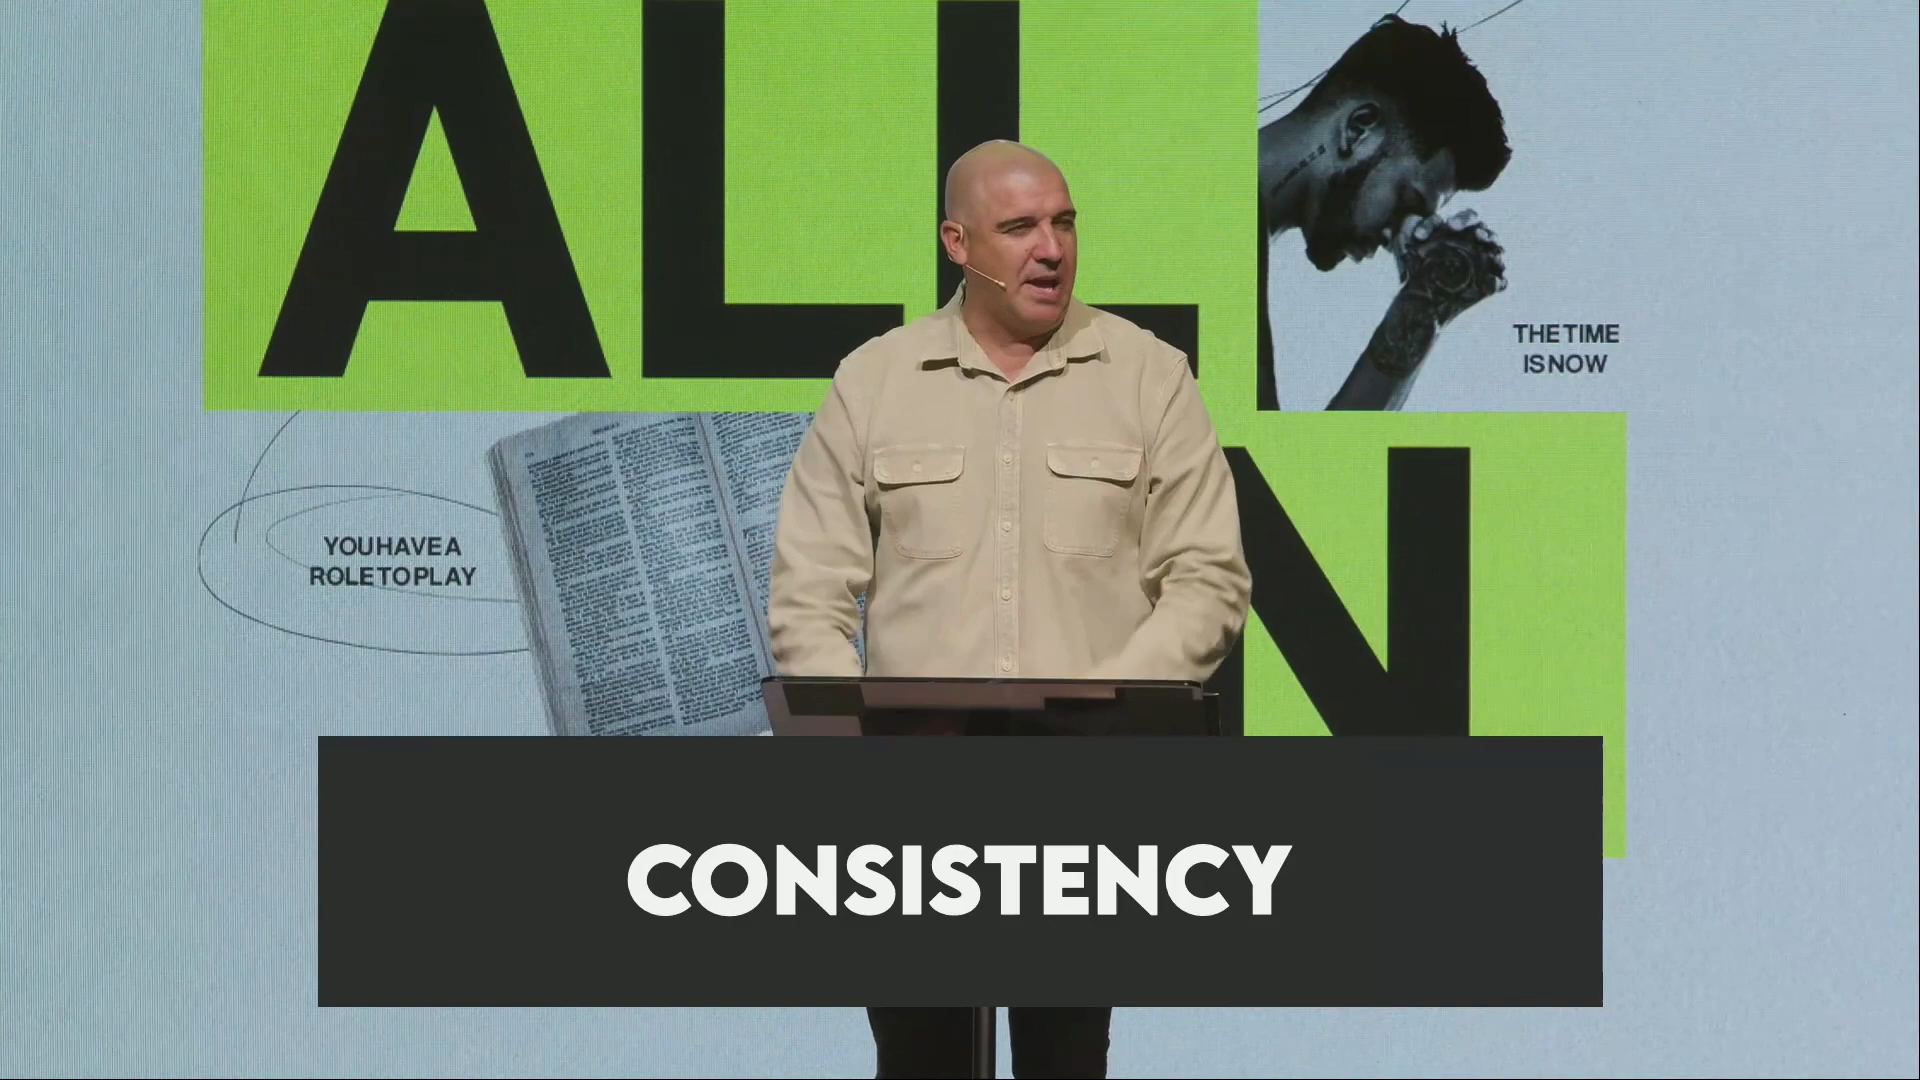 ALL
THE TIME
IS NOW
YOU HAVE A
ROLE TO PLAY
N
CONSISTENCY